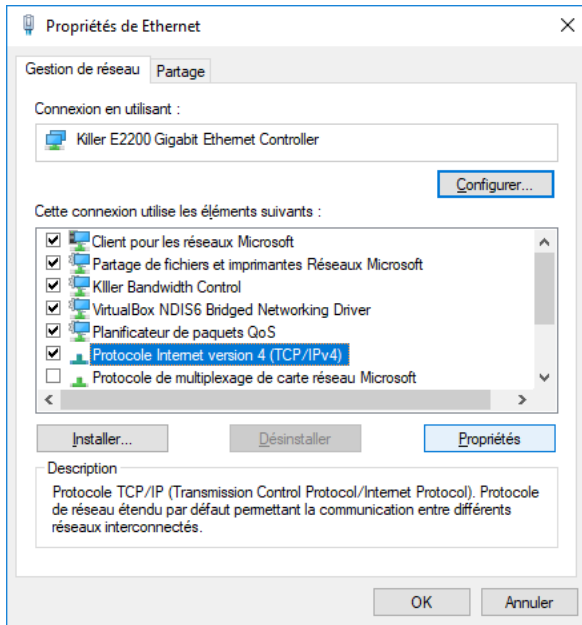 Propriétés de Ethernet
Gestion de réseau Partage
Connexion en utilisant :
Killer E2200 Gigabit Ethernet Controller
Configurer...
Cette connexion utilise les éléments suivants :
Client pour les réseaux Microsoft
Partage de fichiers et imprimantes Réseaux Microsoft
KIller Bandwidth Control
VirtualBox NDIS6 Bridged Networking Driver
Planificateur de paquets QoS
Protocole Internet version 4 (TCP/IPv4)
Protocole de multiplexage de carte réseau Microsoft
Installer... Désinstaller Propriétés
Description
Protocole TCP/IP (Transmission Control Protocol/Internet Protocol). Protocole
de réseau étendu par défaut permettant la communication entre différents
réseaux interconnectés.
OK Annuler